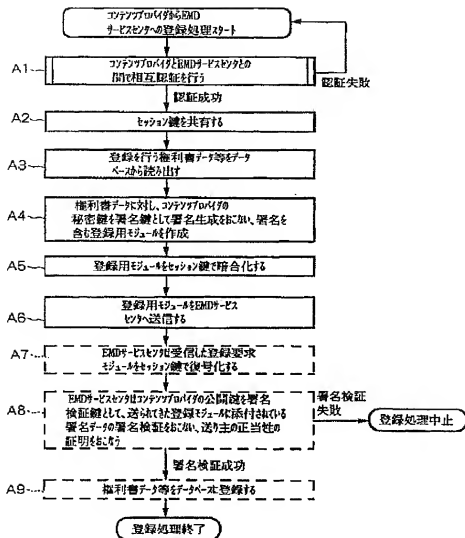 コンテンツプロバイダからEMD
サービスセンタへの登録処理スタート
A1
コンテンツプロバイダとEMDサービスセンタとの
間で相互認証を行う
認証失敗
認証成功
A2
セッション鍵を共有する
A3
登録を行う権利書データ等をデータ
ベースから読み出す
A4
権利書データに対し、コンテンツプロバイダの
秘密鍵を署名鍵として署名生成をおこない、署名を
含む登録用モジュールを作成
A5
登録用モジュールをセッション鍵で暗合化する
A6
登録用モジュールをEMDサービス
センタへ送信する
A7
EMDサービスセンタは受信した登録要求
モジュールをセッション鍵で復号化する
A8
EMDサービスセンタはコンテンツプロバイダの公開鍵を署名
検証鍵として、送られてきた登録モジュールに添付されている
署名データの署名検証をおこない、送り主の正当性の
証明をおこなう
署名検証
失敗
登録処理中止
署名検証成功
A9
権利書データ等をデータベースに登録する
登録処理終了